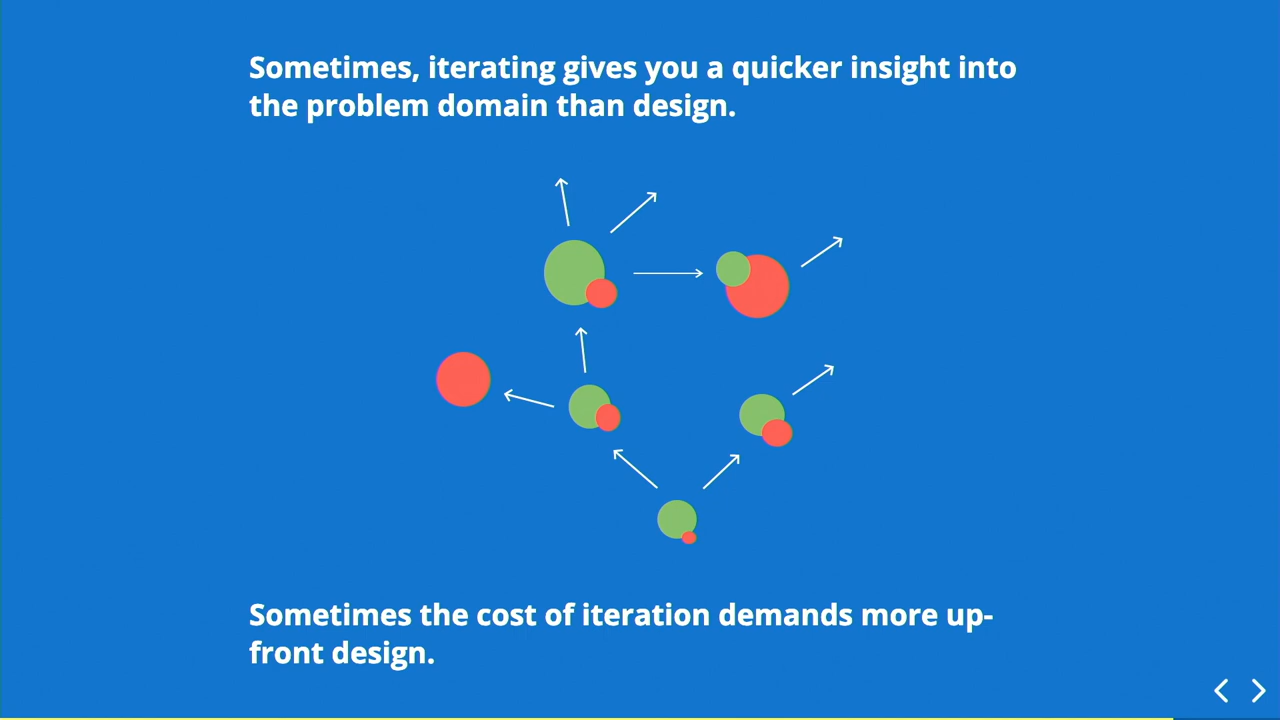 Sometimes, iterating gives you a quicker insight into
the problem domain than design.
Sometimes the cost of iteration demands more up-
front design.